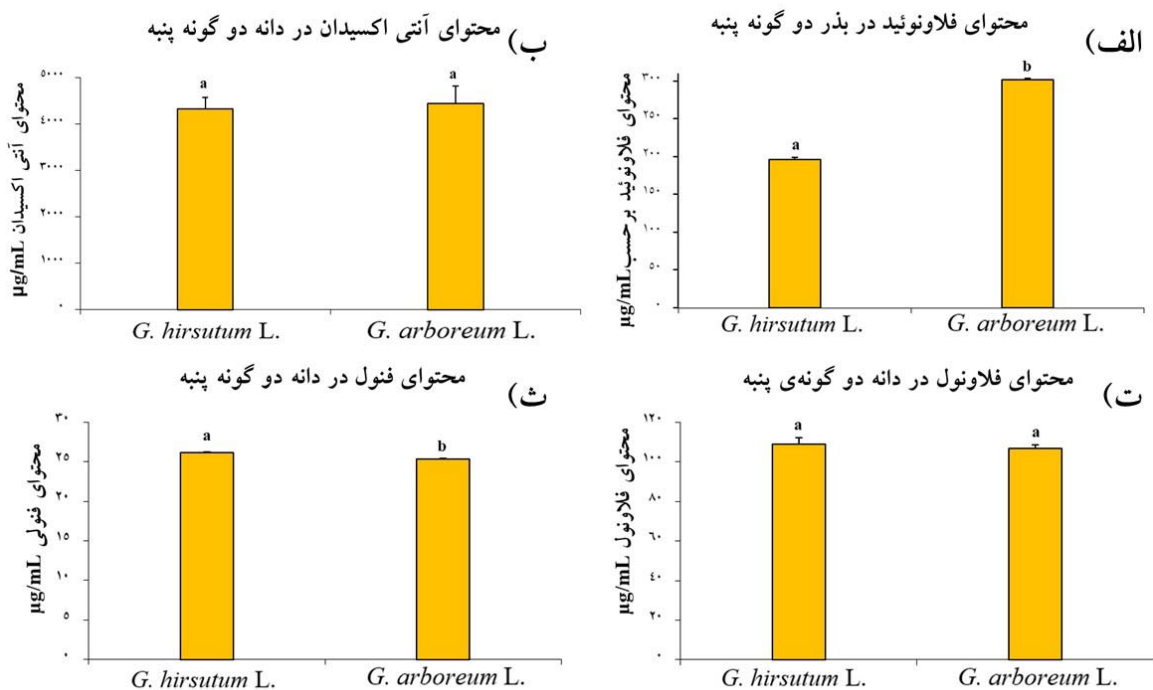 الف)
محتوای فلاونوئید در بذر دو گونه پنبه
محتوای فلاونوئید برحسب µg/mL
۳۰۰
۲۵۰
۲۰۰
۱۵۰
۱۰۰
۵۰
۰
a
b
G. hirsutum L.
G. arboreum L.
ب)
محتوای آنتی اکسیدان در دانه دو گونه پنبه
محتوای آنتی اکسیدان µg/mL
۵۰۰۰
۴۰۰۰
۳۰۰۰
۲۰۰۰
۱۰۰۰
۰
a
a
G. hirsutum L.
G. arboreum L.
ت)
محتوای فلاونول در دانه دو گونه‌ی پنبه
محتوای فلاونول µg/mL
۱۲۰
۱۰۰
۸۰
۶۰
۴۰
۲۰
۰
a
a
G. hirsutum L.
G. arboreum L.
ث)
محتوای فنول در دانه دو گونه پنبه
محتوای فنولی µg/mL
۳۰
۲۵
۲۰
۱۵
۱۰
۵
۰
a
b
G. hirsutum L.
G. arboreum L.